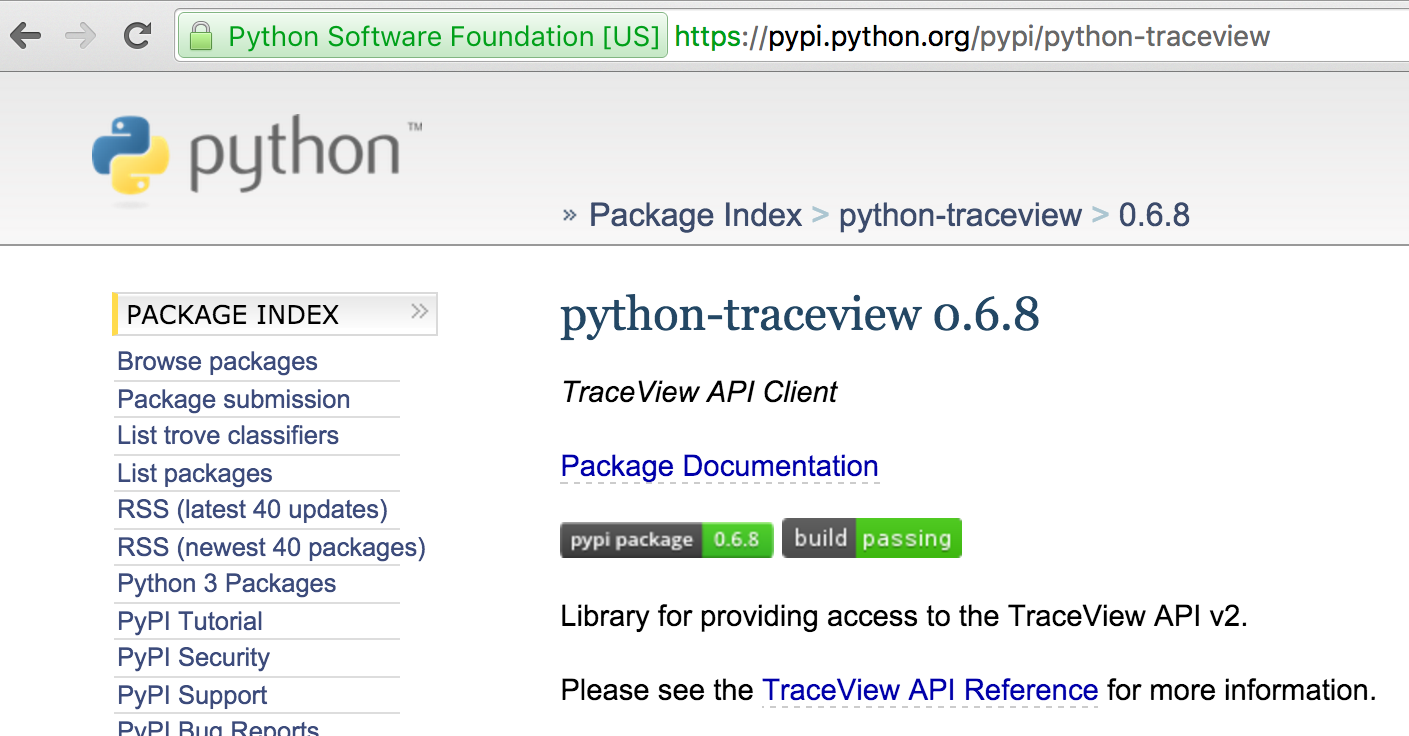 Python Software Foundation [US] https://pypi.python.org/pypi/python-traceview
python™
» Package Index > python-traceview > 0.6.8
PACKAGE INDEX »
Browse packages
Package submission
List trove classifiers
List packages
RSS (latest 40 updates)
RSS (newest 40 packages)
Python 3 Packages
PyPI Tutorial
PyPI Security
PyPI Support
PyPI Bug Reports
python-traceview 0.6.8
TraceView API Client
Package Documentation
pypi package 0.6.8 build passing
Library for providing access to the TraceView API v2.
Please see the TraceView API Reference for more information.